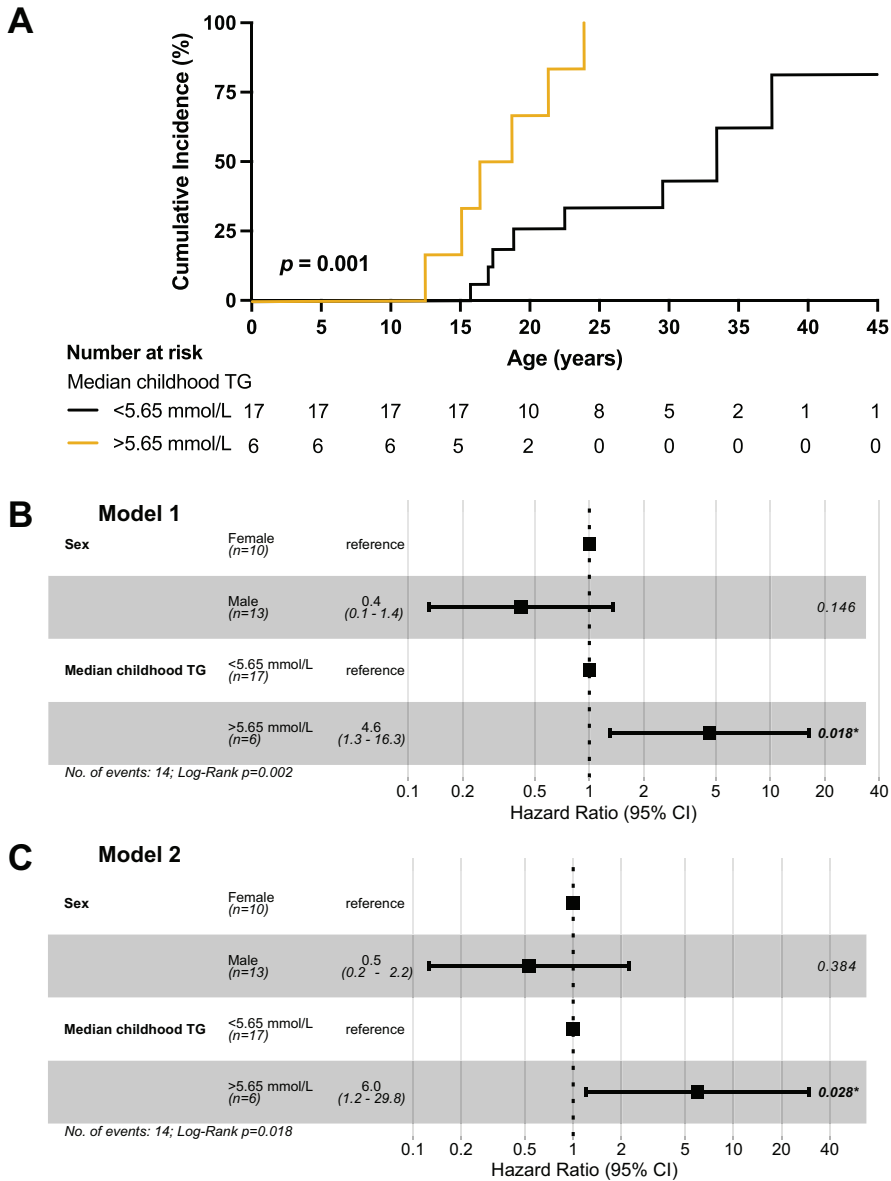 A
Cumulative Incidence (%)
100
75
50
25
0
p = 0.001
0 5 10 15 20 25 30 35 40 45
Age (years)
Number at risk
Median childhood TG
<5.65 mmol/L 17 17 17 17 10 8 5 2 1 1
>5.65 mmol/L 6 6 6 5 2 0 0 0 0 0
B Model 1
Sex Female (n=10) reference
Male (n=13) 0.4 (0.1 - 1.4) 0.146
Median childhood TG <5.65 mmol/L (n=17) reference
>5.65 mmol/L (n=6) 4.6 (1.3 - 16.3) 0.018*
No. of events: 14; Log-Rank p=0.002
0.1 0.2 0.5 1 2 5 10 20 40
Hazard Ratio (95% CI)
C Model 2
Sex Female (n=10) reference
Male (n=13) 0.5 (0.2 - 2.2) 0.384
Median childhood TG <5.65 mmol/L (n=17) reference
>5.65 mmol/L (n=6) 6.0 (1.2 - 29.8) 0.028*
No. of events: 14; Log-Rank p=0.018
0.1 0.2 0.5 1 2 5 10 20 40
Hazard Ratio (95% CI)